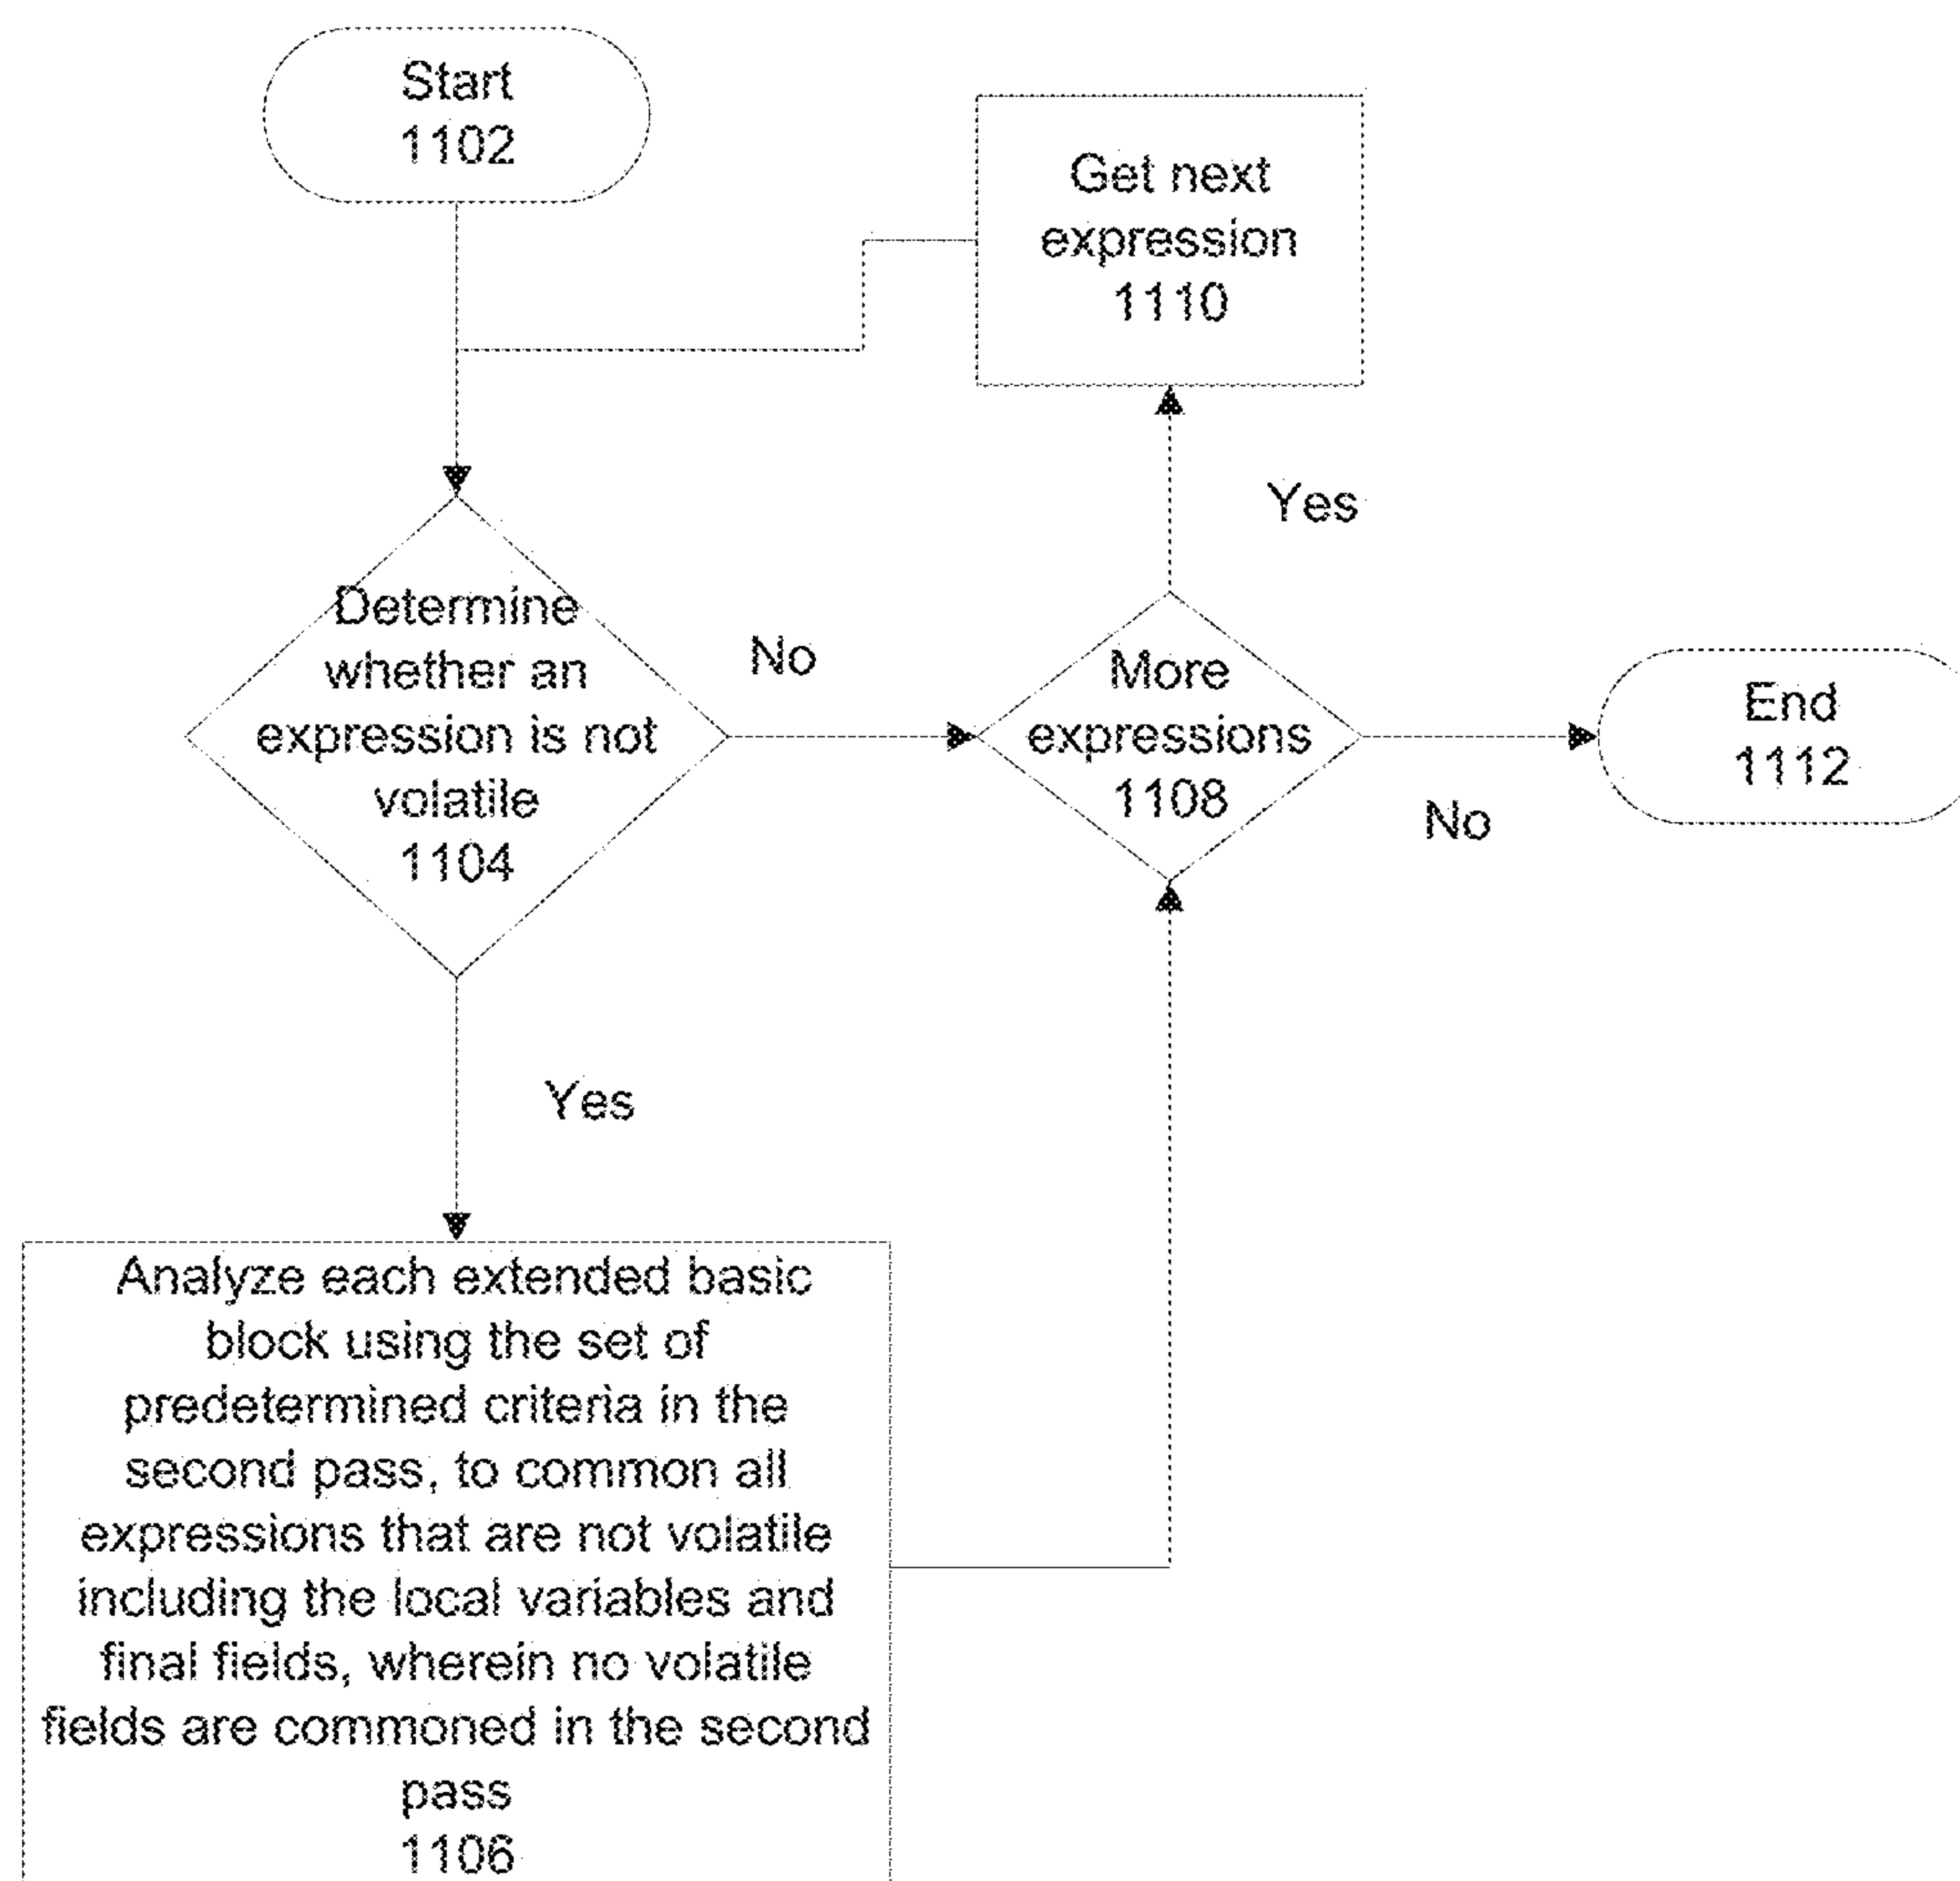 Start
1102
Get next
expression
1110
Yes
Determine
whether an
expression is not
volatile
1104
No
More
expressions
1108
No
End
1112
Yes
Analyze each extended basic
block using the set of
predetermined criteria in the
second pass, to common all
expressions that are not volatile
including the local variables and
final fields, wherein no volatile
fields are commoned in the second
pass
1106